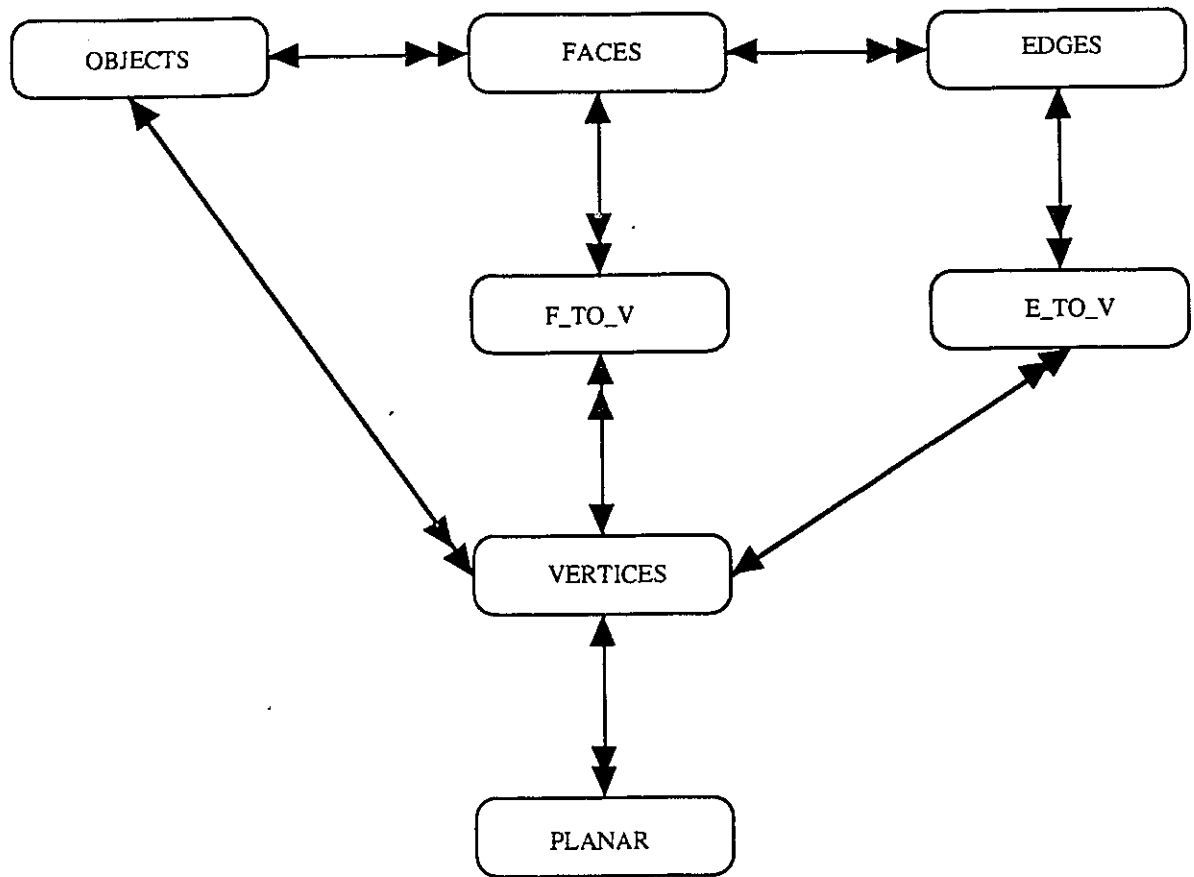 OBJECTS
FACES
EDGES
F_TO_V
E_TO_V
VERTICES
PLANAR